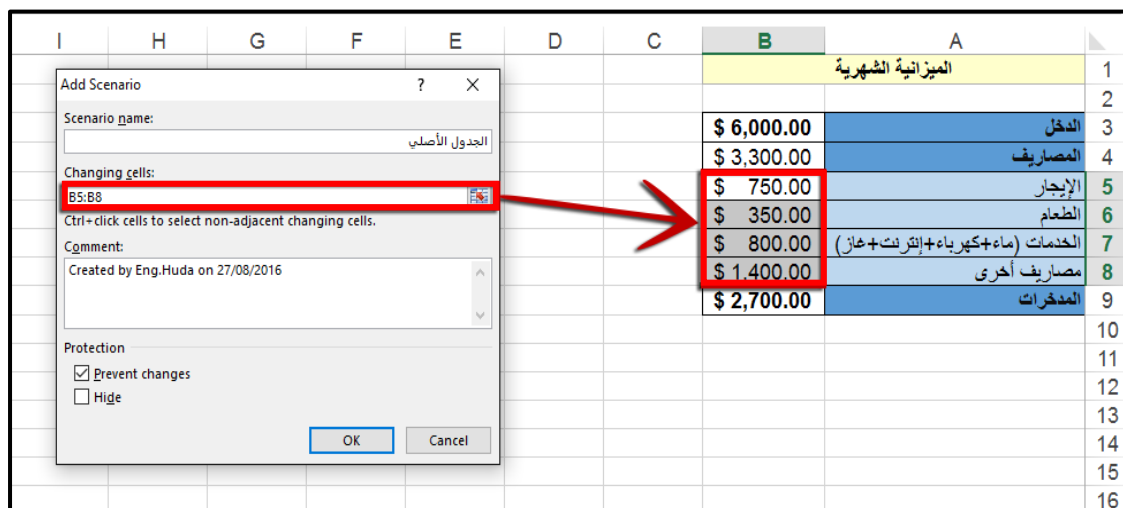 I H G F E D C B A
الميزانية الشهرية 1
2
الدخل $ 6,000.00 3
المصاريف $ 3,300.00 4
الإيجار $ 750.00 5
الطعام $ 350.00 6
الخدمات (ماء+كهرباء+إنترنت+غاز) $ 800.00 7
مصاريف أخرى $ 1,400.00 8
المدخرات $ 2,700.00 9
10
11
12
13
14
15
16
Add Scenario ? ×
Scenario name:
الجدول الأصلي
Changing cells:
B5:B8
Ctrl+click cells to select non-adjacent changing cells.
Comment:
Created by Eng.Huda on 27/08/2016
Protection
Prevent changes
Hide
OK Cancel